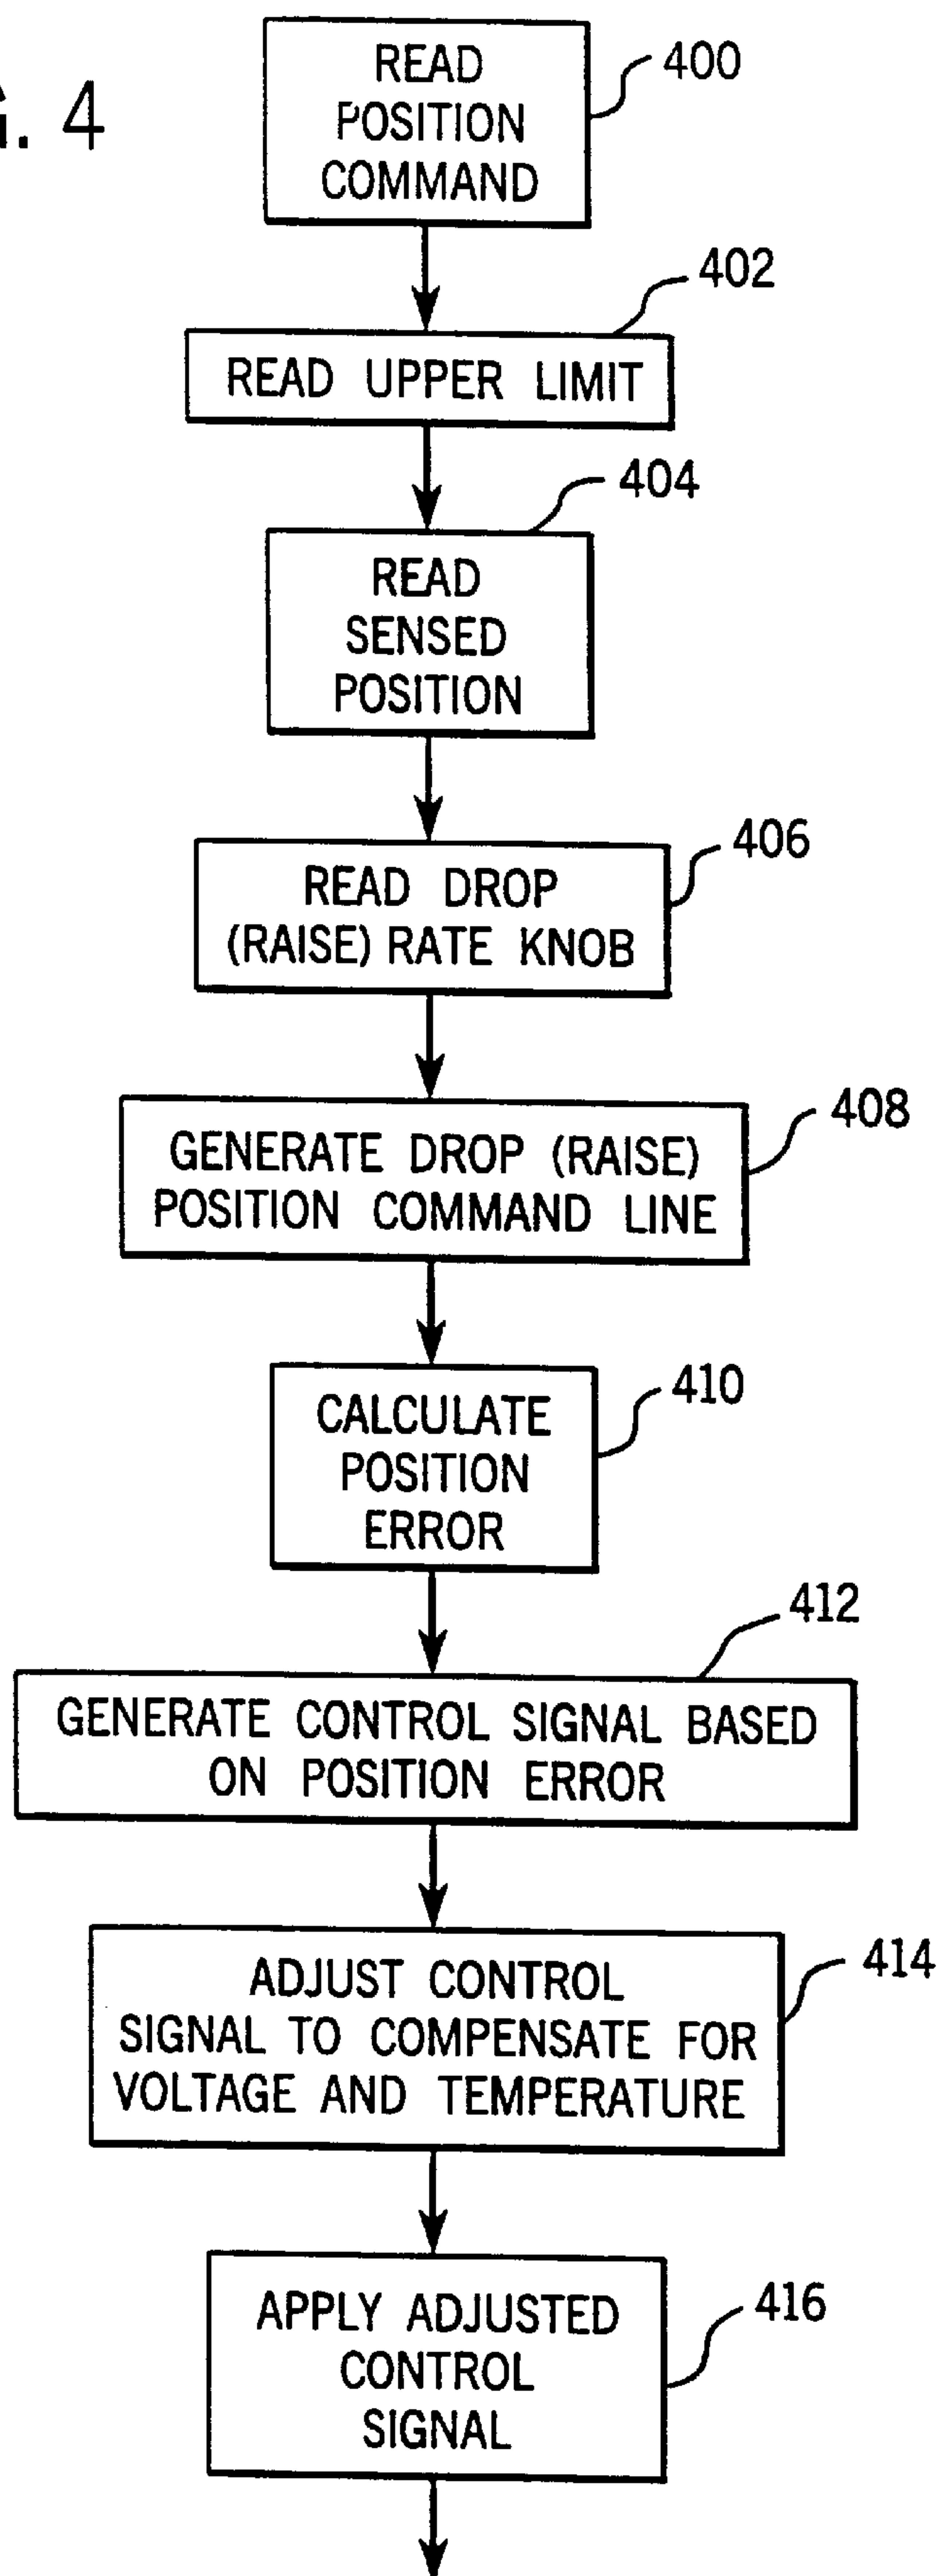 G. 4
READ
POSITION
COMMAND
400
402
READ UPPER LIMIT
404
READ
SENSED
POSITION
406
READ DROP
(RAISE) RATE KNOB
408
GENERATE DROP (RAISE)
POSITION COMMAND LINE
410
CALCULATE
POSITION
ERROR
412
GENERATE CONTROL SIGNAL BASED
ON POSITION ERROR
414
ADJUST CONTROL
SIGNAL TO COMPENSATE FOR
VOLTAGE AND TEMPERATURE
416
APPLY ADJUSTED
CONTROL
SIGNAL